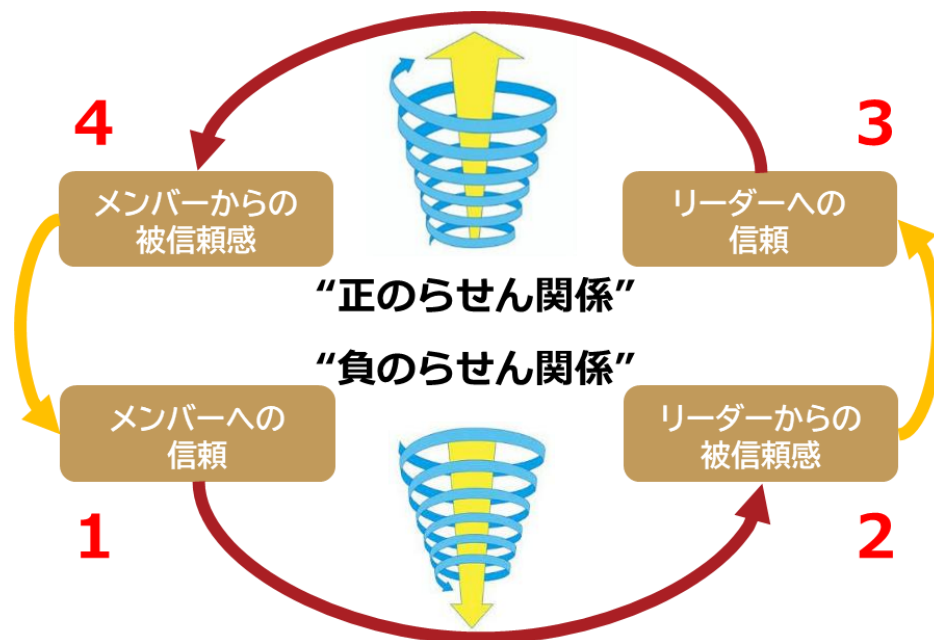 4
3
メンバーからの
被信頼感
リーダーへの
信頼
“正のらせん関係”
“負のらせん関係”
メンバーへの
信頼
リーダーからの
被信頼感
1
2